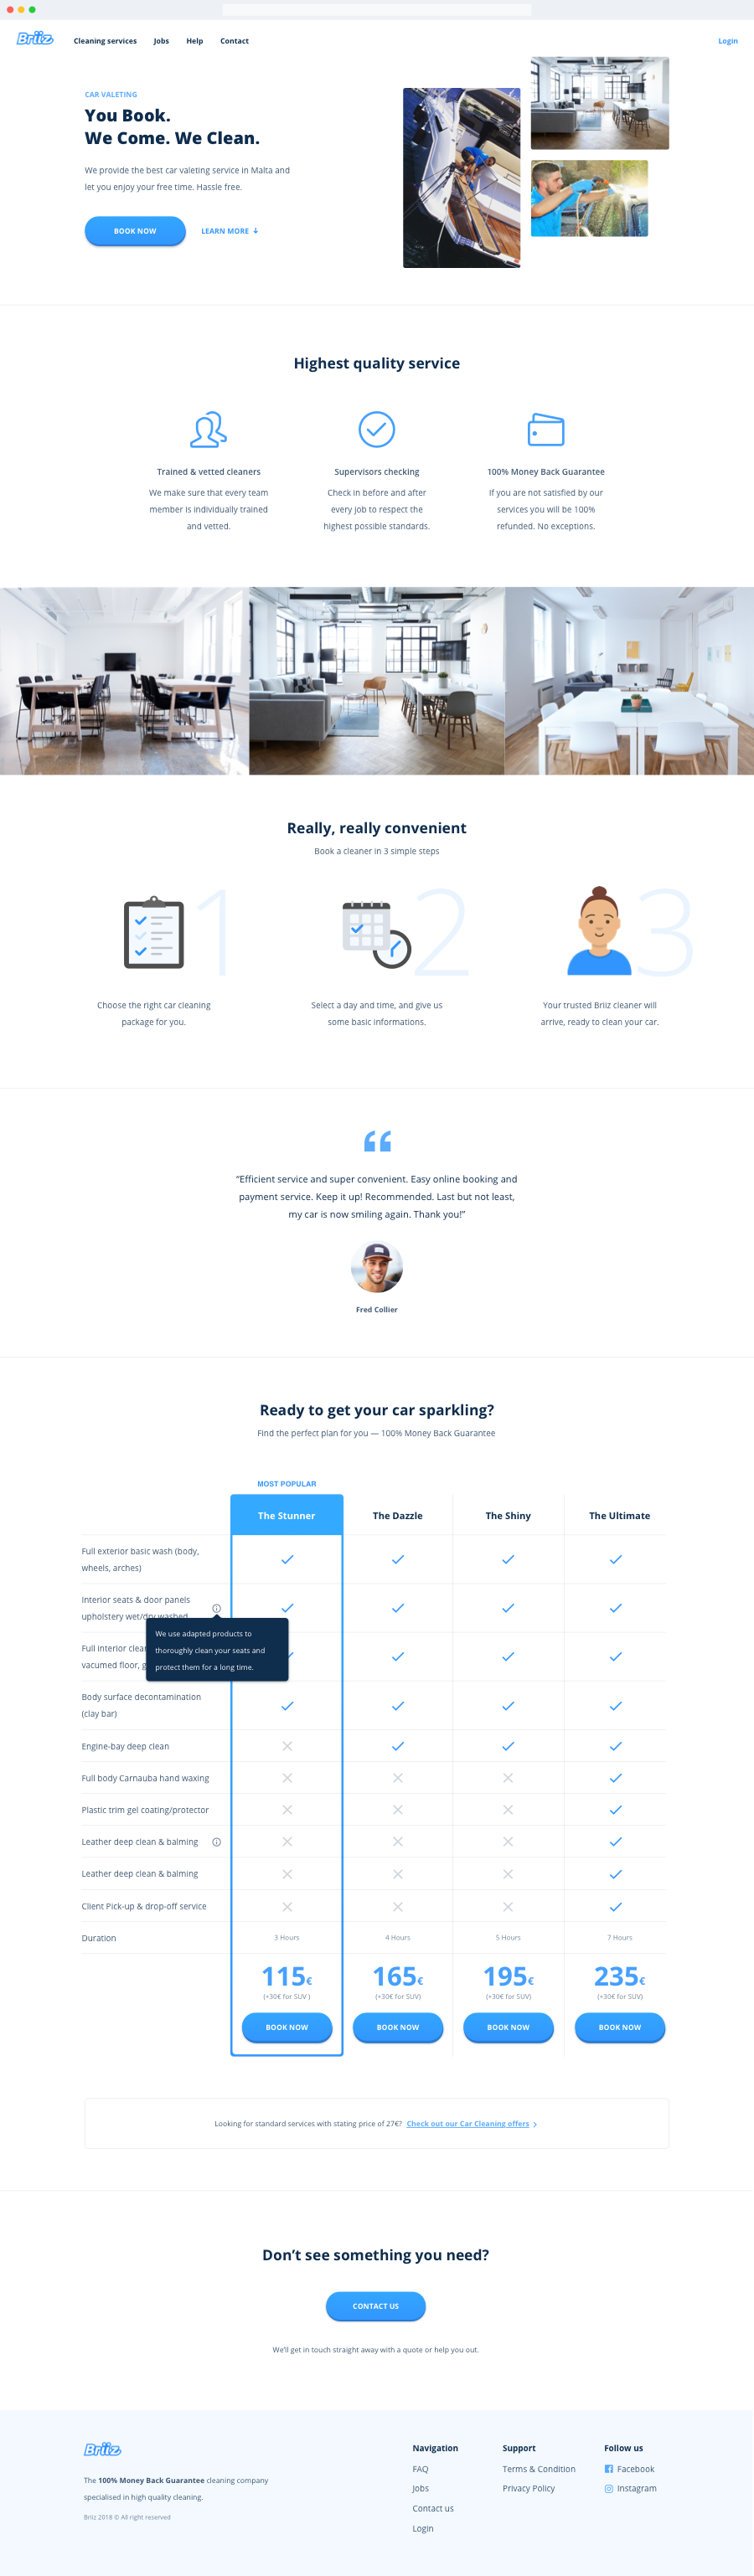 Briiz
Cleaning services
Jobs
Help
Contact
Login
CAR VALETING
You Book.
We Come. We Clean.
We provide the best car valeting service in Malta and
let you enjoy your free time. Hassle free.
BOOK NOW
LEARN MORE ↓
Highest quality service
Trained & vetted cleaners
We make sure that every team
member is individually trained
and vetted.
Supervisors checking
Check in before and after
every job to respect the
highest possible standards.
100% Money Back Guarantee
If you are not satisfied by our
services you will be 100%
refunded. No exceptions.
Really, really convenient
Book a cleaner in 3 simple steps
1
Choose the right car cleaning
package for you.
2
Select a day and time, and give us
some basic informations.
3
Your trusted Briiz cleaner will
arrive, ready to clean your car.
“Efficient service and super convenient. Easy online booking and
payment service. Keep it up! Recommended. Last but not least,
my car is now smiling again. Thank you!”
Fred Collier
Ready to get your car sparkling?
Find the perfect plan for you — 100% Money Back Guarantee
MOST POPULAR
The Stunner
The Dazzle
The Shiny
The Ultimate
Full exterior basic wash (body,
wheels, arches)
Interior seats & door panels
upholstery wet/dry washed
We use adapted products to
thoroughly clean your seats and
protect them for a long time.
Full interior
vacumed floor,
Body surface decontamination
(clay bar)
Engine-bay deep clean
Full body Carnauba hand waxing
Plastic trim gel coating/protector
Leather deep clean & balming
Leather deep clean & balming
Client Pick-up & drop-off service
Duration
3 Hours
4 Hours
5 Hours
7 Hours
115€
165€
195€
235€
(+30€ for SUV )
(+30€ for SUV)
(+30€ for SUV)
(+30€ for SUV)
BOOK NOW
BOOK NOW
BOOK NOW
BOOK NOW
Looking for standard services with stating price of 27€? Check out our Car Cleaning offers
Don’t see something you need?
CONTACT US
We’ll get in touch straight away with a quote or help you out.
Briiz
The 100% Money Back Guarantee cleaning company
specialised in high quality cleaning.
Briiz 2018 © All right reserved
Navigation
FAQ
Jobs
Contact us
Login
Support
Terms & Condition
Privacy Policy
Follow us
Facebook
Instagram